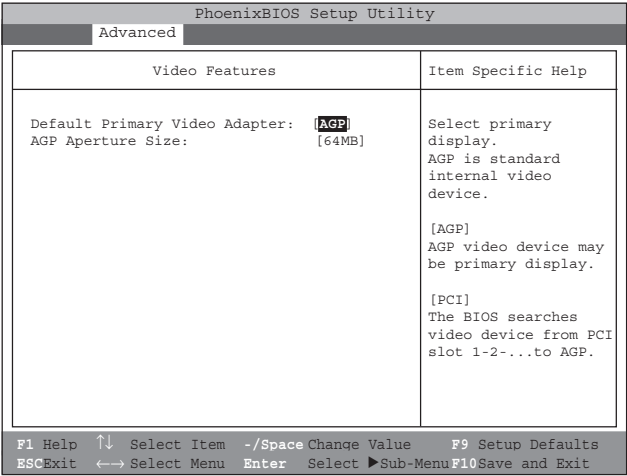 PhoenixBIOS Setup Utility
Advanced
Video Features
Item Specific Help
Default Primary Video Adapter: [AGP]
AGP Aperture Size: [64MB]
Select primary
display.
AGP is standard
internal video
device.
[AGP]
AGP video device may
be primary display.
[PCI]
The BIOS searches
video device from PCI
slot 1-2-...to AGP.
F1 Help ↑↓ Select Item -/Space Change Value F9 Setup Defaults
ESCExit ←→ Select Menu Enter Select ▶Sub-Menu F10Save and Exit